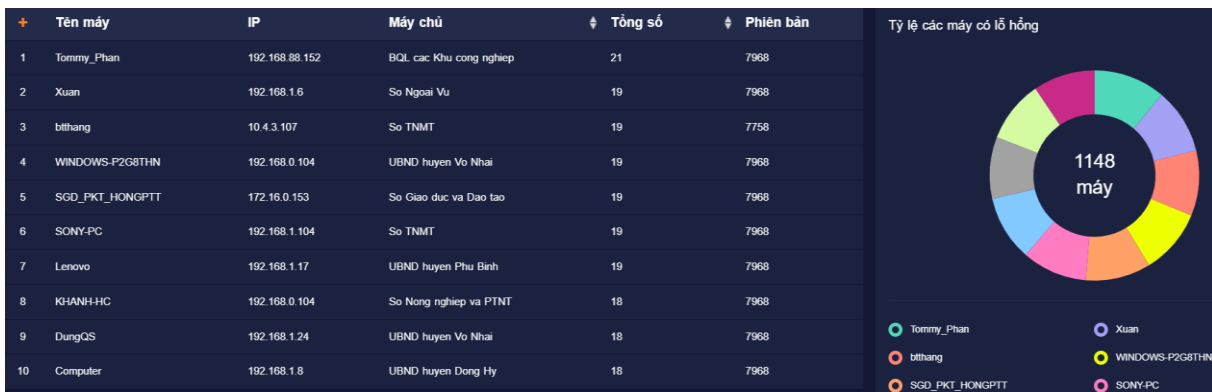 + Tên máy IP Máy chủ Tổng số Phiên bản
1 Tommy_Phan 192.168.88.152 BQL cac Khu cong nghiep 21 7968
2 Xuan 192.168.1.6 So Ngoai Vu 19 7968
3 btthang 10.4.3.107 So TNMT 19 7758
4 WINDOWS-P2G8THN 192.168.0.104 UBND huyen Vo Nhai 19 7968
5 SGD_PKT_HONGPTT 172.16.0.153 So Giao duc va Dao tao 19 7968
6 SONY-PC 192.168.1.104 So TNMT 19 7968
7 Lenovo 192.168.1.17 UBND huyen Phu Binh 19 7968
8 KHANH-HC 192.168.0.104 So Nong nghiep va PTNT 18 7968
9 DungQS 192.168.1.24 UBND huyen Vo Nhai 18 7968
10 Computer 192.168.1.8 UBND huyen Dong Hy 18 7968
Tỷ lệ các máy có lỗ hổng
1148
máy
Tommy_Phan Xuan
btthang WINDOWS-P2G8THN
SGD_PKT_HONGPTT SONY-PC